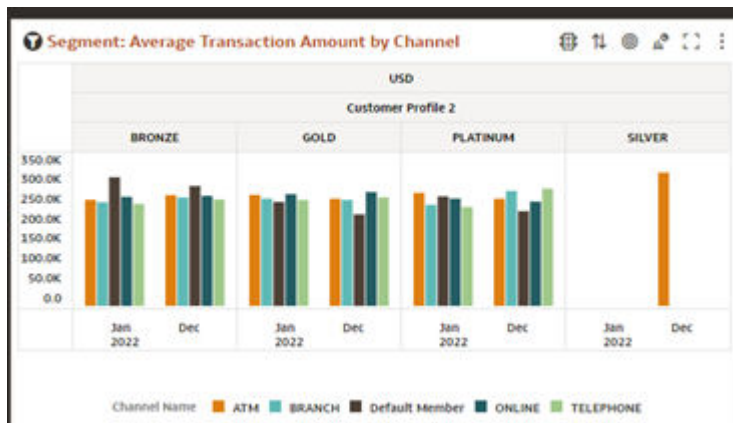 T Segment: Average Transaction Amount by Channel
USD
Customer Profile 2
BRONZE GOLD PLATINUM SILVER
350.0K
300.0K
250.0K
200.0K
150.0K
100.0K
50.0K
0.0
Jan Dec Jan Dec Jan Dec Jan Dec
2022 2022 2022 2022
Channel Name ATM BRANCH Default Member ONLINE TELEPHONE